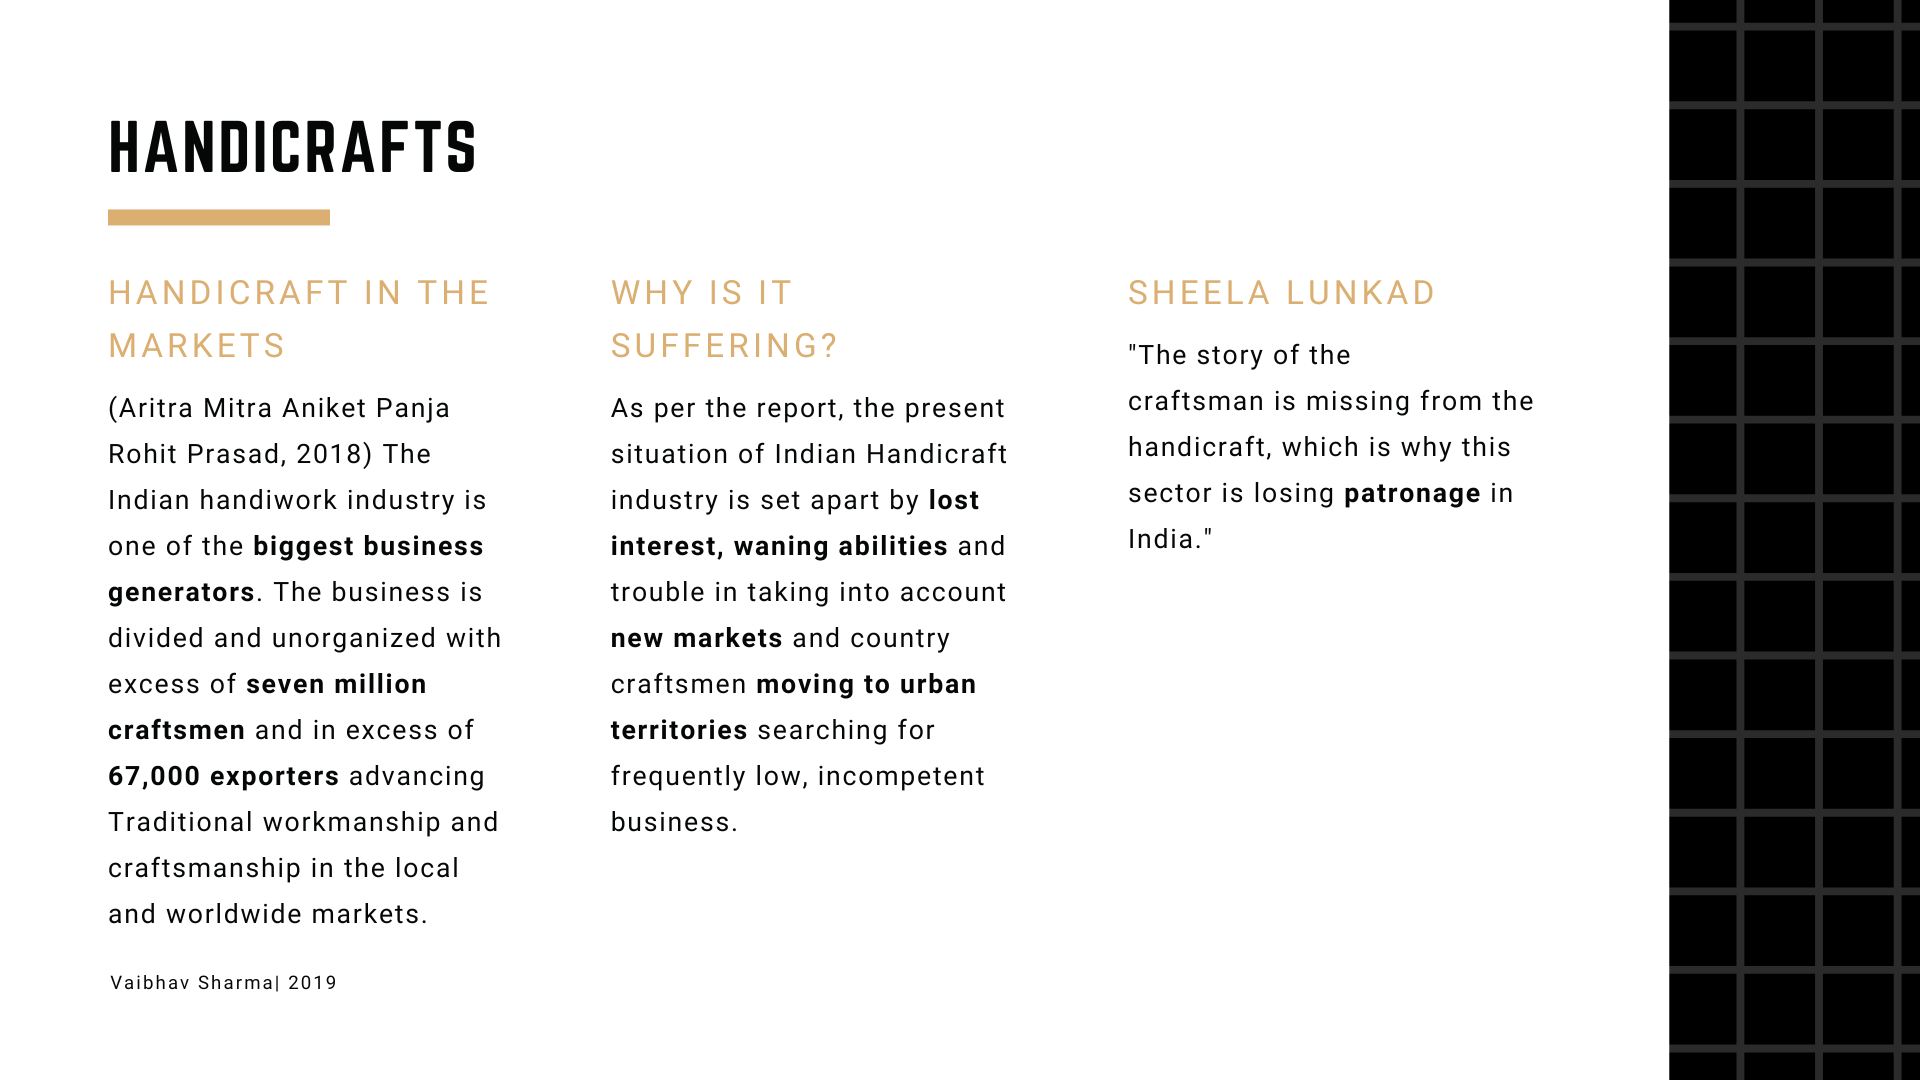 HANDICRAFTS
HANDICRAFT IN THE
MARKETS
(Aritra Mitra Aniket Panja
Rohit Prasad, 2018) The
Indian handiwork industry is
one of the biggest business
generators. The business is
divided and unorganized with
excess of seven million
craftsmen and in excess of
67,000 exporters advancing
Traditional workmanship and
craftsmanship in the local
and worldwide markets.
WHY IS IT
SUFFERING?
As per the report, the present
situation of Indian Handicraft
industry is set apart by lost
interest, waning abilities and
trouble in taking into account
new markets and country
craftsmen moving to urban
territories searching for
frequently low, incompetent
business.
SHEELA LUNKAD
"The story of the
craftsman is missing from the
handicraft, which is why this
sector is losing patronage in
India."
Vaibhav Sharma| 2019